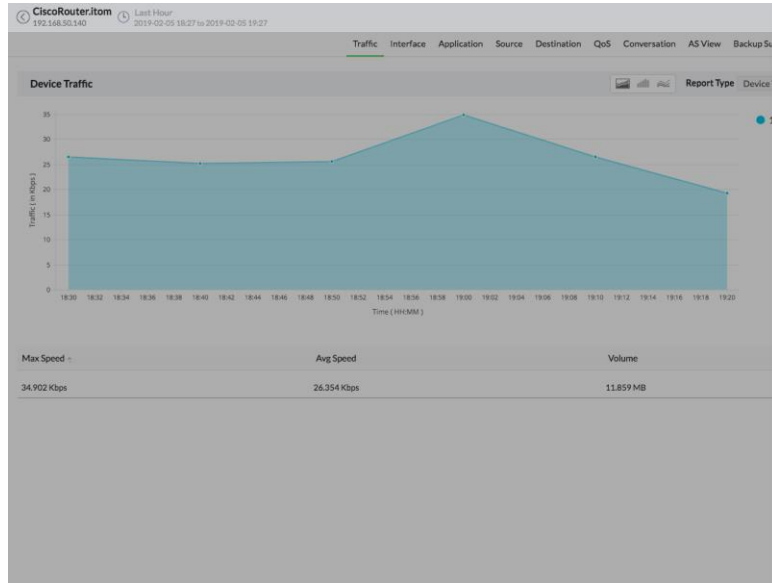 CiscoRouter.itom
192.168.50.140
Last Hour
2019-02-05 18:27 to 2019-02-05 19:27
Traffic Interface Application Source Destination QoS Conversation AS View Backup Su
Device Traffic
Report Type Device
35
30
25
20
15
10
5
0
Traffic ( in Kbps )
18:30 18:32 18:34 18:36 18:38 18:40 18:42 18:44 18:46 18:48 18:50 18:52 18:54 18:56 18:58 19:00 19:02 19:04 19:06 19:08 19:10 19:12 19:14 19:16 19:18 19:20
Time ( HH:MM )
1
Max Speed Avg Speed Volume
34.902 Kbps 26.354 Kbps 11.859 MB